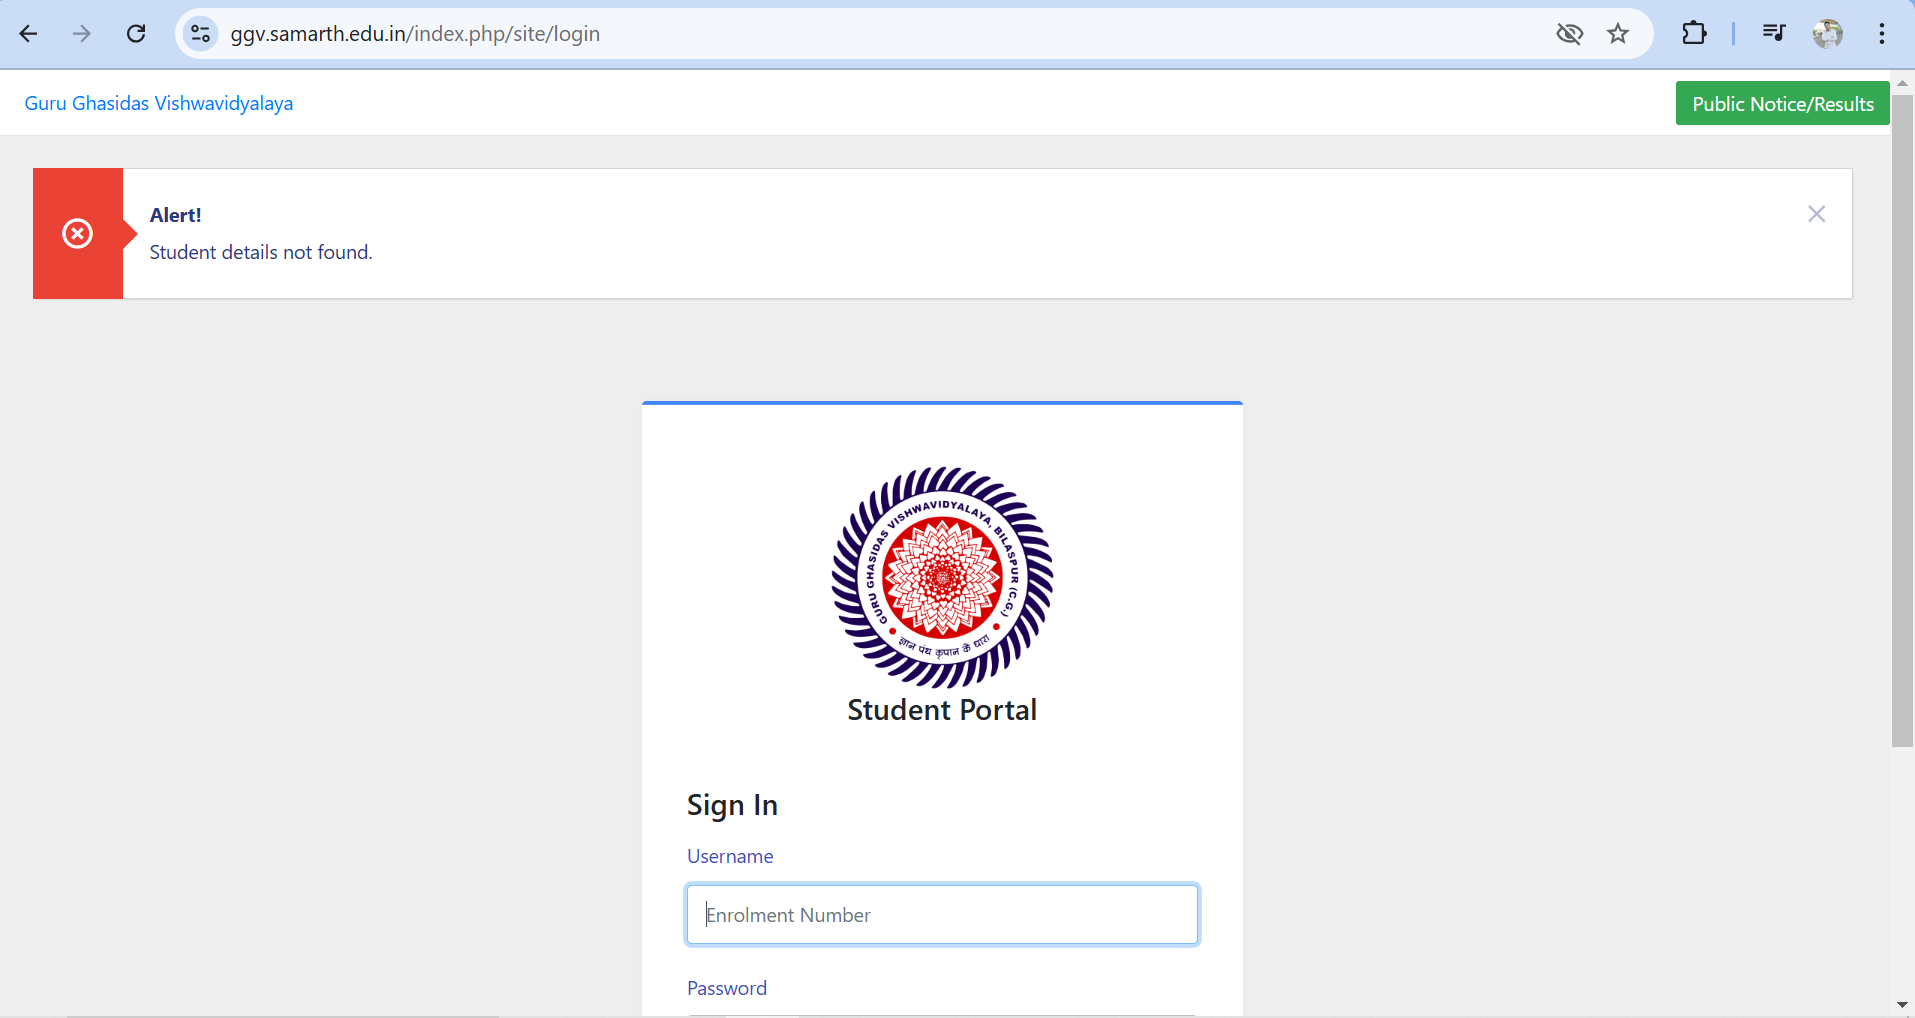 ggv.samarth.edu.in/index.php/site/login
Guru Ghasidas Vishwavidyalaya
Public Notice/Results
Alert!
Student details not found.
GURU GHASIDAS VISHWAVIDYALAYA, BILASPUR (C.G.)
ज्ञान पंथ कृपान कै धारा
Student Portal
Sign In
Username
Enrolment Number
Password